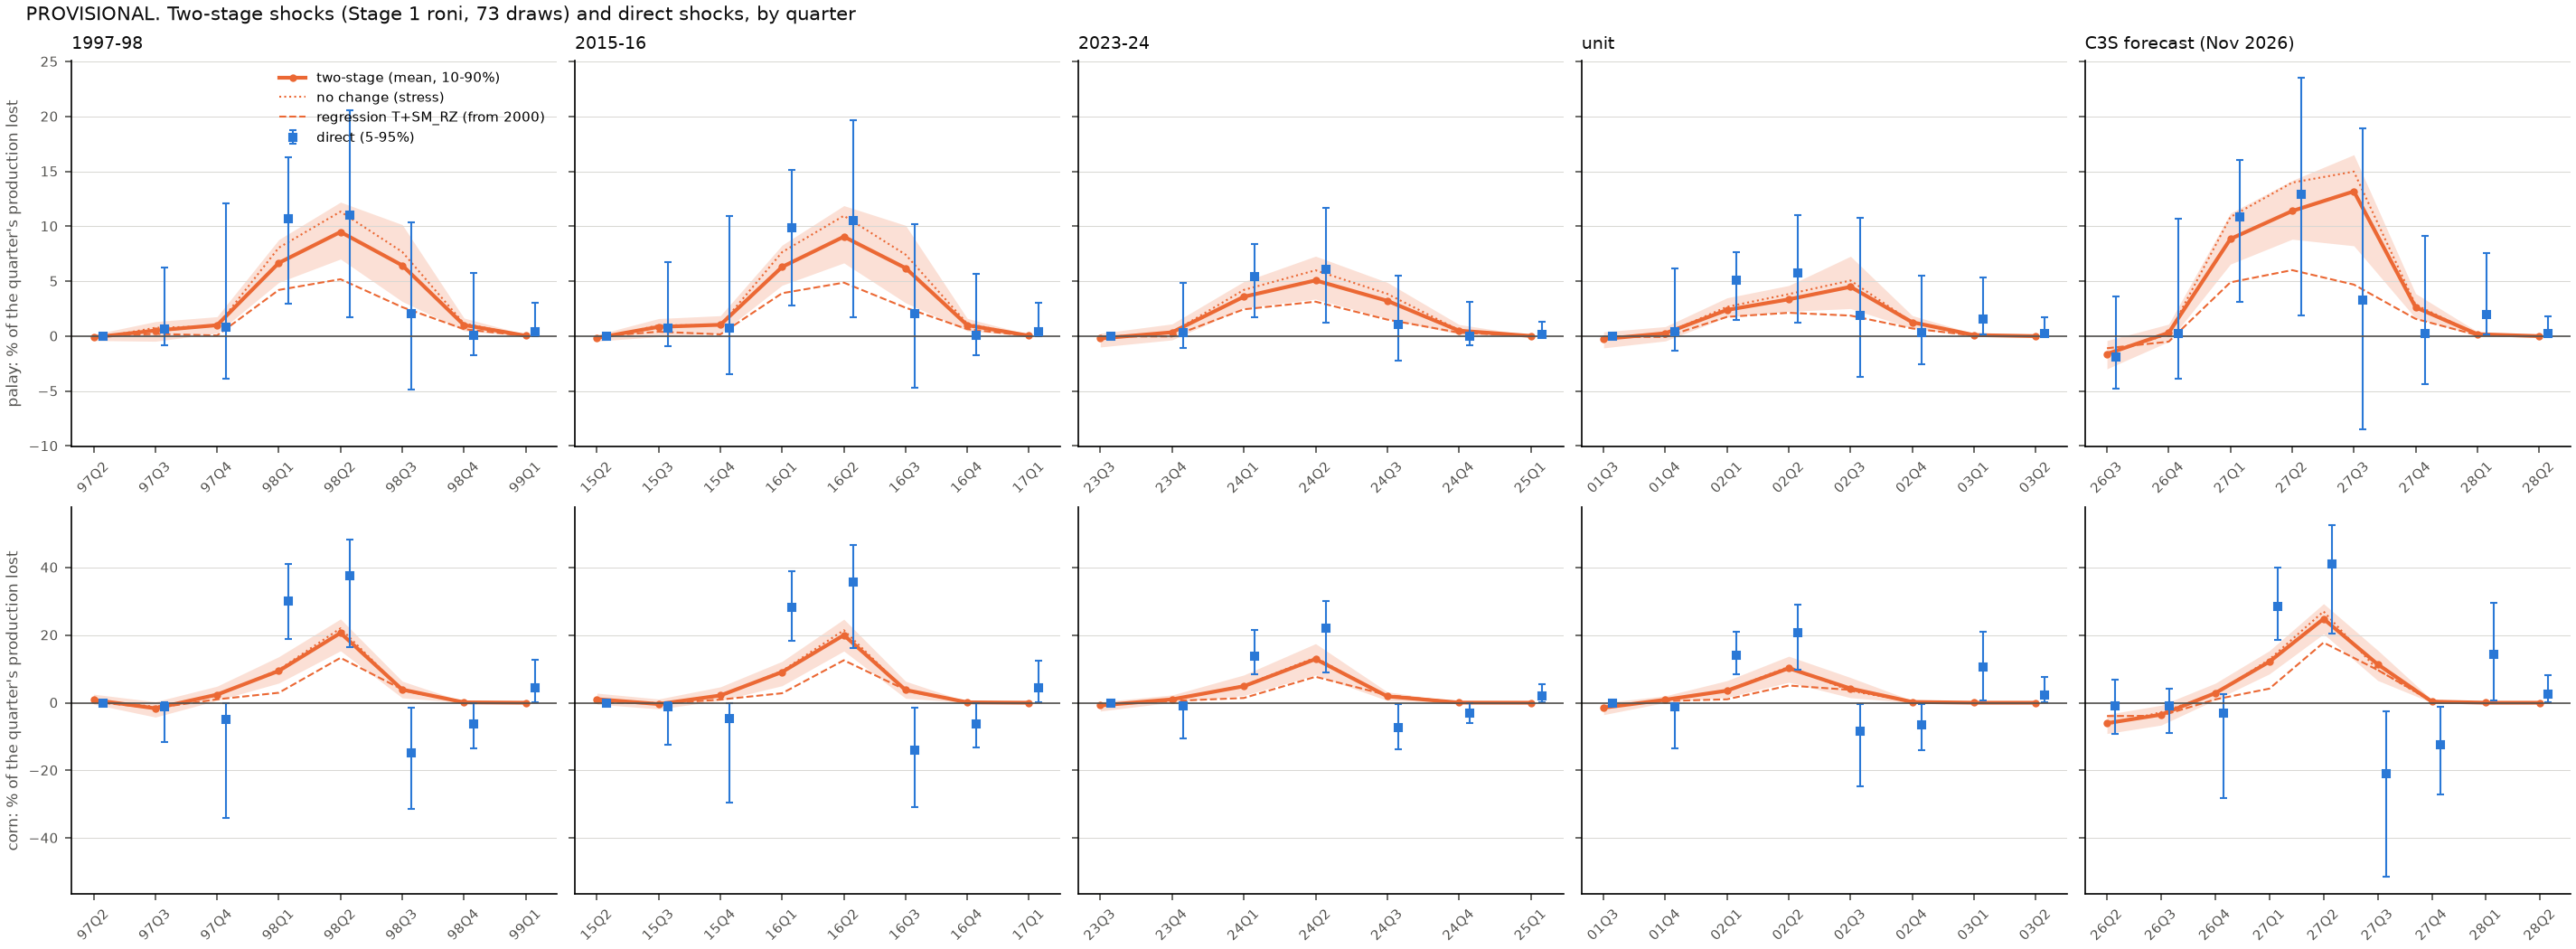 PROVISIONAL. Two-stage shocks (Stage 1 roni, 73 draws) and direct shocks, by quarter
1997-98
2015-16
2023-24
unit
C3S forecast (Nov 2026)
two-stage (mean, 10-90%)
no change (stress)
regression T+SM_RZ (from 2000)
direct (5-95%)
palay: % of the quarter's production lost
25
20
15
10
5
0
−5
−10
97Q2 97Q3 97Q4 98Q1 98Q2 98Q3 98Q4 99Q1
15Q2 15Q3 15Q4 16Q1 16Q2 16Q3 16Q4 17Q1
23Q3 23Q4 24Q1 24Q2 24Q3 24Q4 25Q1
01Q3 01Q4 02Q1 02Q2 02Q3 02Q4 03Q1 03Q2
26Q3 26Q4 27Q1 27Q2 27Q3 27Q4 28Q1 28Q2
corn: % of the quarter's production lost
40
20
0
−20
−40
97Q2 97Q3 97Q4 98Q1 98Q2 98Q3 98Q4 99Q1
15Q2 15Q3 15Q4 16Q1 16Q2 16Q3 16Q4 17Q1
23Q3 23Q4 24Q1 24Q2 24Q3 24Q4 25Q1
01Q3 01Q4 02Q1 02Q2 02Q3 02Q4 03Q1 03Q2
26Q2 26Q3 26Q4 27Q1 27Q2 27Q3 27Q4 28Q1 28Q2